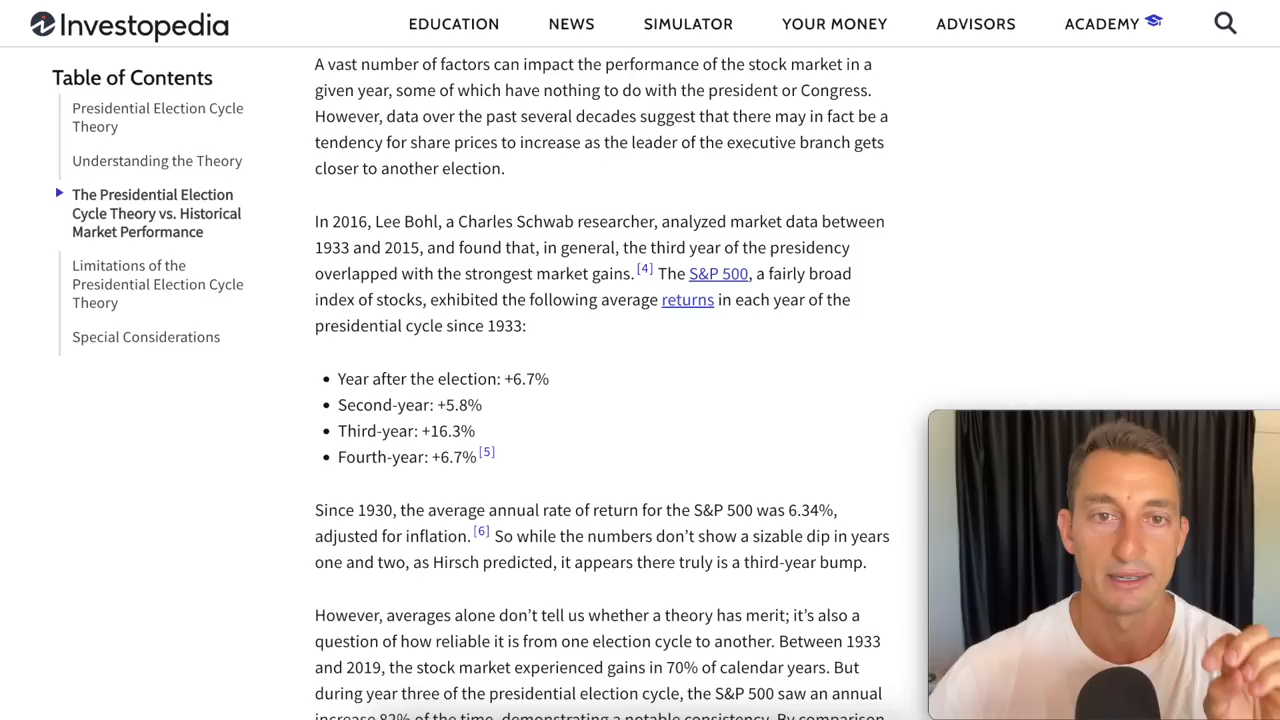 Investopedia
EDUCATION
NEWS
SIMULATOR
YOUR MONEY
ADVISORS
ACADEMY
Table of Contents
Presidential Election Cycle
Theory
Understanding the Theory
The Presidential Election
Cycle Theory vs. Historical
Market Performance
Limitations of the
Presidential Election Cycle
Theory
Special Considerations
A vast number of factors can impact the performance of the stock market in a
given year, some of which have nothing to do with the president or Congress.
However, data over the past several decades suggest that there may in fact be a
tendency for share prices to increase as the leader of the executive branch gets
closer to another election.
In 2016, Lee Bohl, a Charles Schwab researcher, analyzed market data between
1933 and 2015, and found that, in general, the third year of the presidency
overlapped with the strongest market gains. [4] The S&P 500, a fairly broad
index of stocks, exhibited the following average returns in each year of the
presidential cycle since 1933:
• Year after the election: +6.7%
• Second-year: +5.8%
• Third-year: +16.3%
• Fourth-year: +6.7% [5]
Since 1930, the average annual rate of return for the S&P 500 was 6.34%,
adjusted for inflation. [6] So while the numbers don’t show a sizable dip in years
one and two, as Hirsch predicted, it appears there truly is a third-year bump.
However, averages alone don’t tell us whether a theory has merit; it’s also a
question of how reliable it is from one election cycle to another. Between 1933
and 2019, the stock market experienced gains in 70% of calendar years. But
during year three of the presidential election cycle, the S&P 500 saw an annual
increase 82% of the time, demonstrating a notable consistency. By comparison